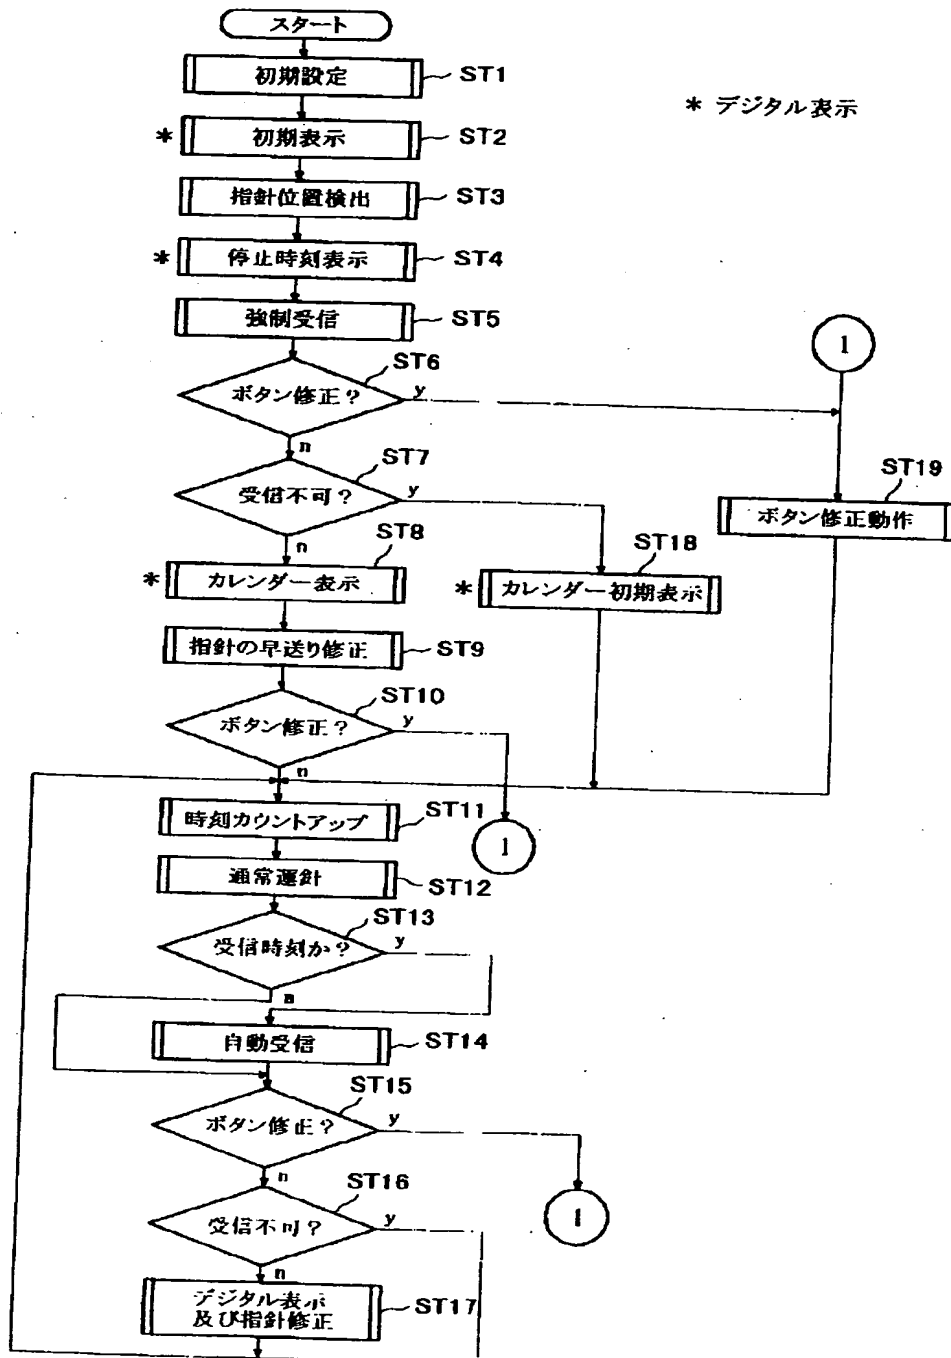 スタート
初期設定 ST1
* デジタル表示
* 初期表示 ST2
指針位置検出 ST3
* 停止時刻表示 ST4
強制受信 ST5
1
ST6
ボタン修正? y
n
ST7
受信不可? y
ST19
ボタン修正動作
n
ST8
ST18
* カレンダー表示
* カレンダー初期表示
指針の早送り修正 ST9
ST10
ボタン修正? y
n
時刻カウントアップ ST11
1
通常運針 ST12
ST13
受信時刻か? y
n
自動受信 ST14
ST15
ボタン修正? y
n
ST16
1
受信不可? y
n
デジタル表示
及び指針修正 ST17